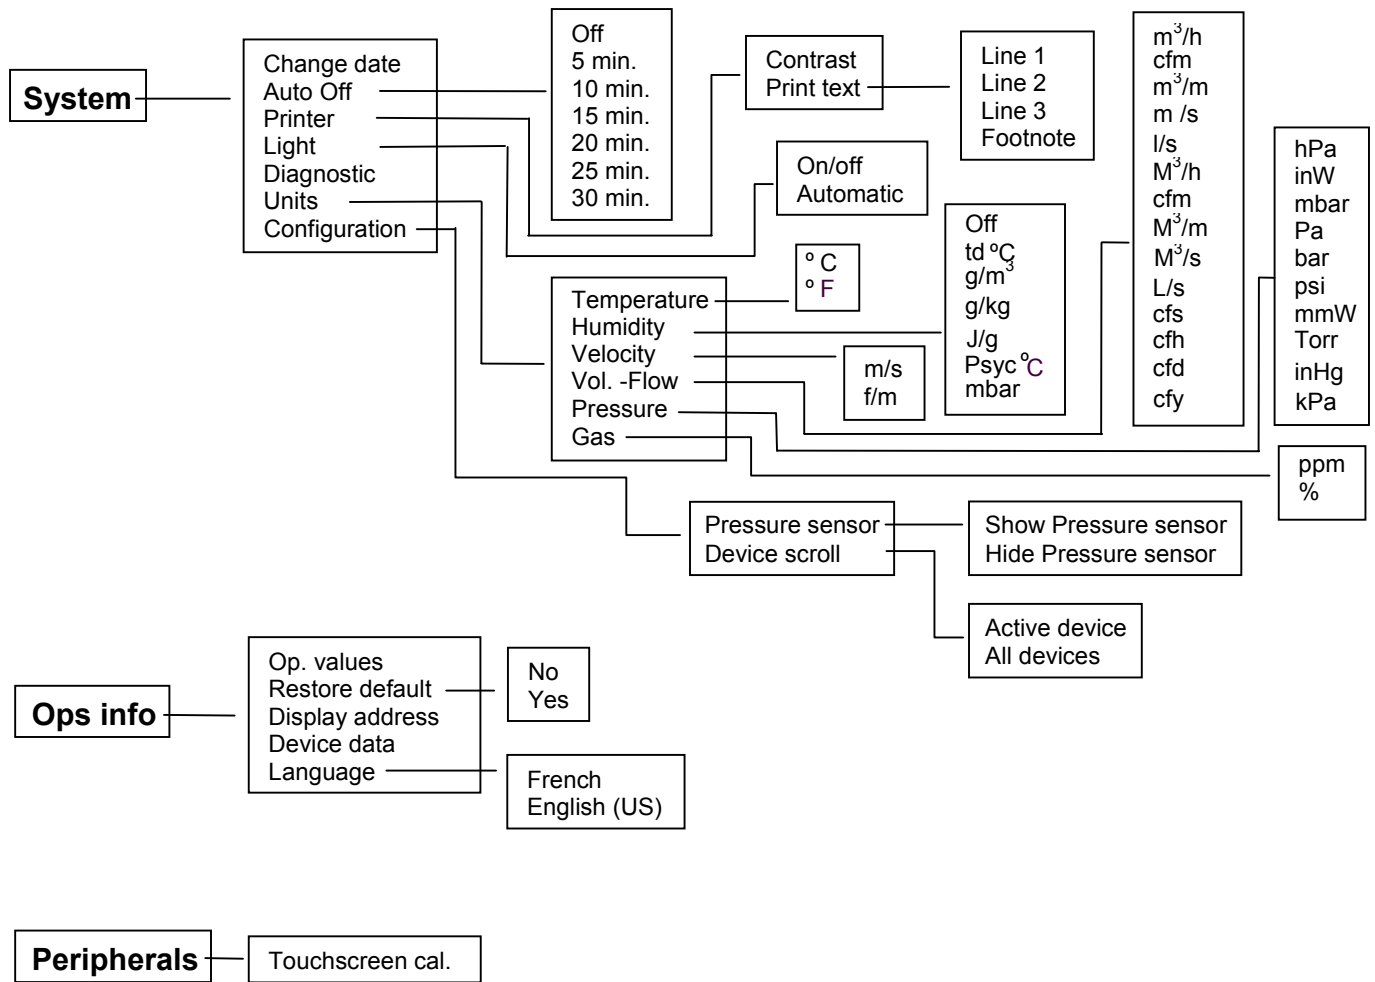 System
Change date
Auto Off
Printer
Light
Diagnostic
Units
Configuration
Off
5 min.
10 min.
15 min.
20 min.
25 min.
30 min.
Contrast
Print text
Line 1
Line 2
Line 3
Footnote
On/off
Automatic
Temperature
Humidity
Velocity
Vol. -Flow
Pressure
Gas
º C
º F
Off
td ºC
g/m³
g/kg
J/g
Psyc ºC
mbar
m/s
f/m
m³/h
cfm
m³/m
m /s
l/s
M³/h
cfm
M³/m
M³/s
L/s
cfs
cfh
cfd
cfy
hPa
inW
mbar
Pa
bar
psi
mmW
Torr
inHg
kPa
ppm
%
Pressure sensor
Device scroll
Show Pressure sensor
Hide Pressure sensor
Active device
All devices
Ops info
Op. values
Restore default
Display address
Device data
Language
No
Yes
French
English (US)
Peripherals
Touchscreen cal.